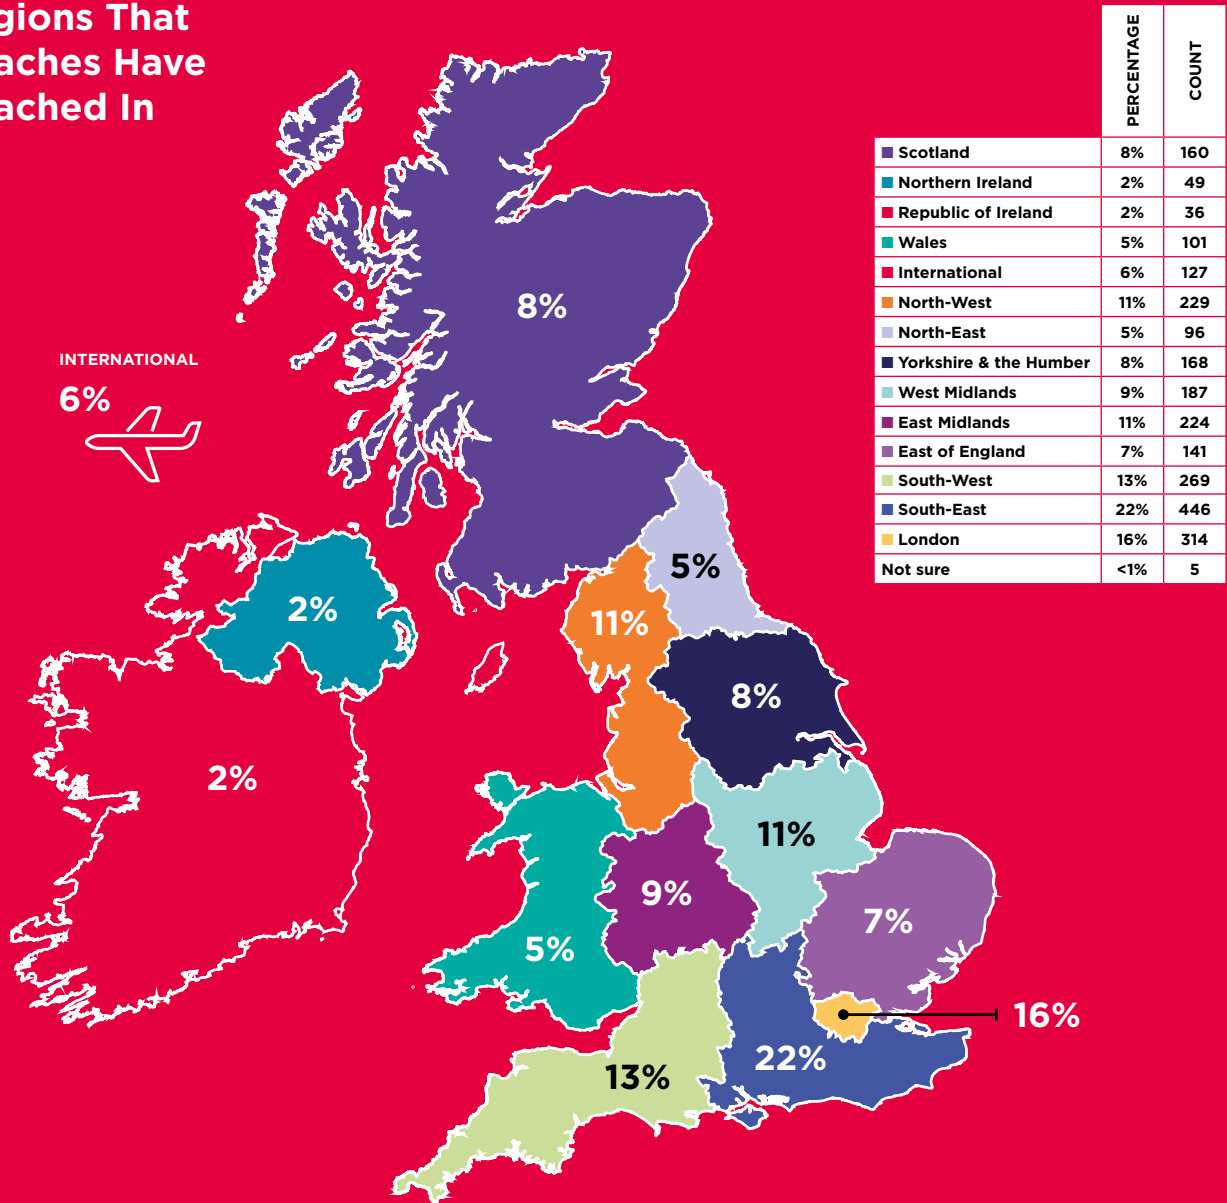 gions That
aches Have
ached In
PERCENTAGE COUNT
Scotland 8% 160
Northern Ireland 2% 49
Republic of Ireland 2% 36
Wales 5% 101
International 6% 127
North-West 11% 229
North-East 5% 96
Yorkshire & the Humber 8% 168
West Midlands 9% 187
East Midlands 11% 224
East of England 7% 141
South-West 13% 269
South-East 22% 446
London 16% 314
Not sure <1% 5
8%
INTERNATIONAL
6%
5%
2%
11%
8%
2%
11%
9%
7%
5%
16%
22%
13%